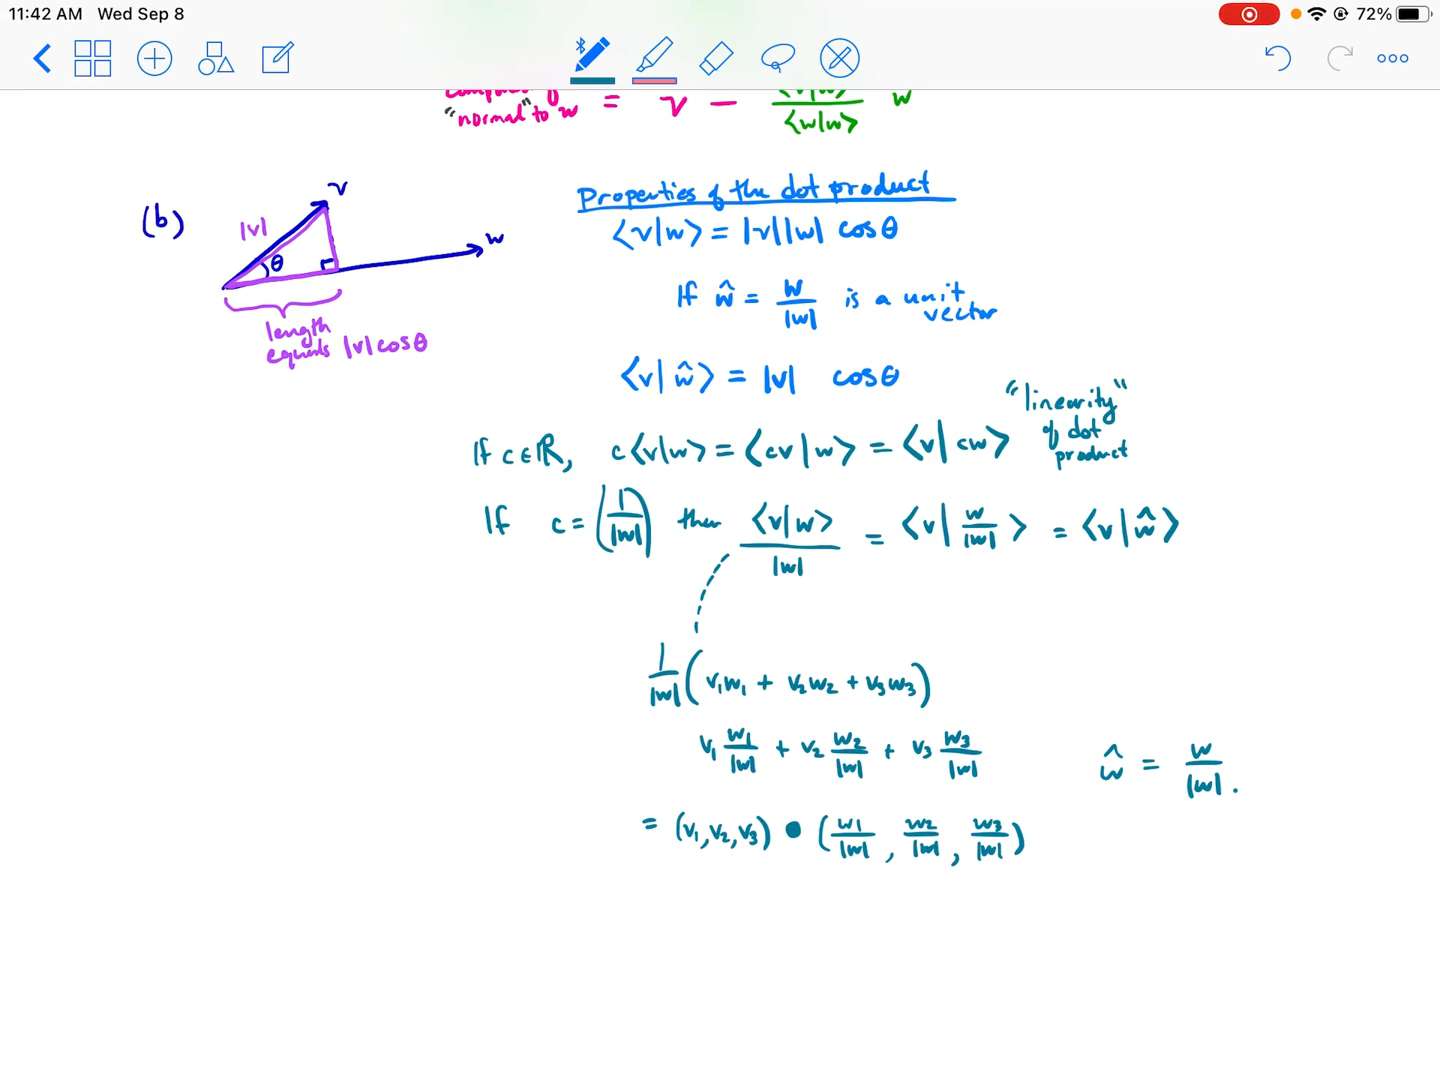 11:42 AM Wed Sep 8
72%
"normal" to w = v − ⟨w|w⟩ w
(b)
v
|v|
θ
w
length
equals |v| cosθ
Properties of the dot product
⟨v|w⟩ = |v||w| cosθ
If ŵ = w/|w| is a unit vector
⟨v|ŵ⟩ = |v| cosθ
"linearity"
of dot
product
If c∈ℝ, c⟨v|w⟩ = ⟨cv|w⟩ = ⟨v|cw⟩
If c = (1/|w|) then ⟨v|w⟩/|w| = ⟨v|w/|w|⟩ = ⟨v|ŵ⟩
1/|w| (v₁w₁ + v₂w₂ + v₃w₃)
v₁ w₁/|w| + v₂ w₂/|w| + v₃ w₃/|w|
ŵ = w/|w|.
= (v₁, v₂, v₃) • (w₁/|w|, w₂/|w|, w₃/|w|)